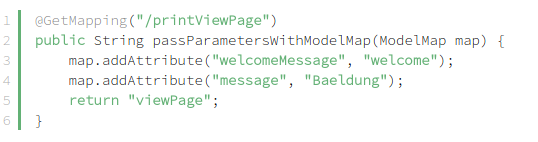 1 @GetMapping("/printViewPage")
2 public String passParametersWithModelMap(ModelMap map) {
3     map.addAttribute("welcomeMessage", "welcome");
4     map.addAttribute("message", "Baeldung");
5     return "viewPage";
6 }